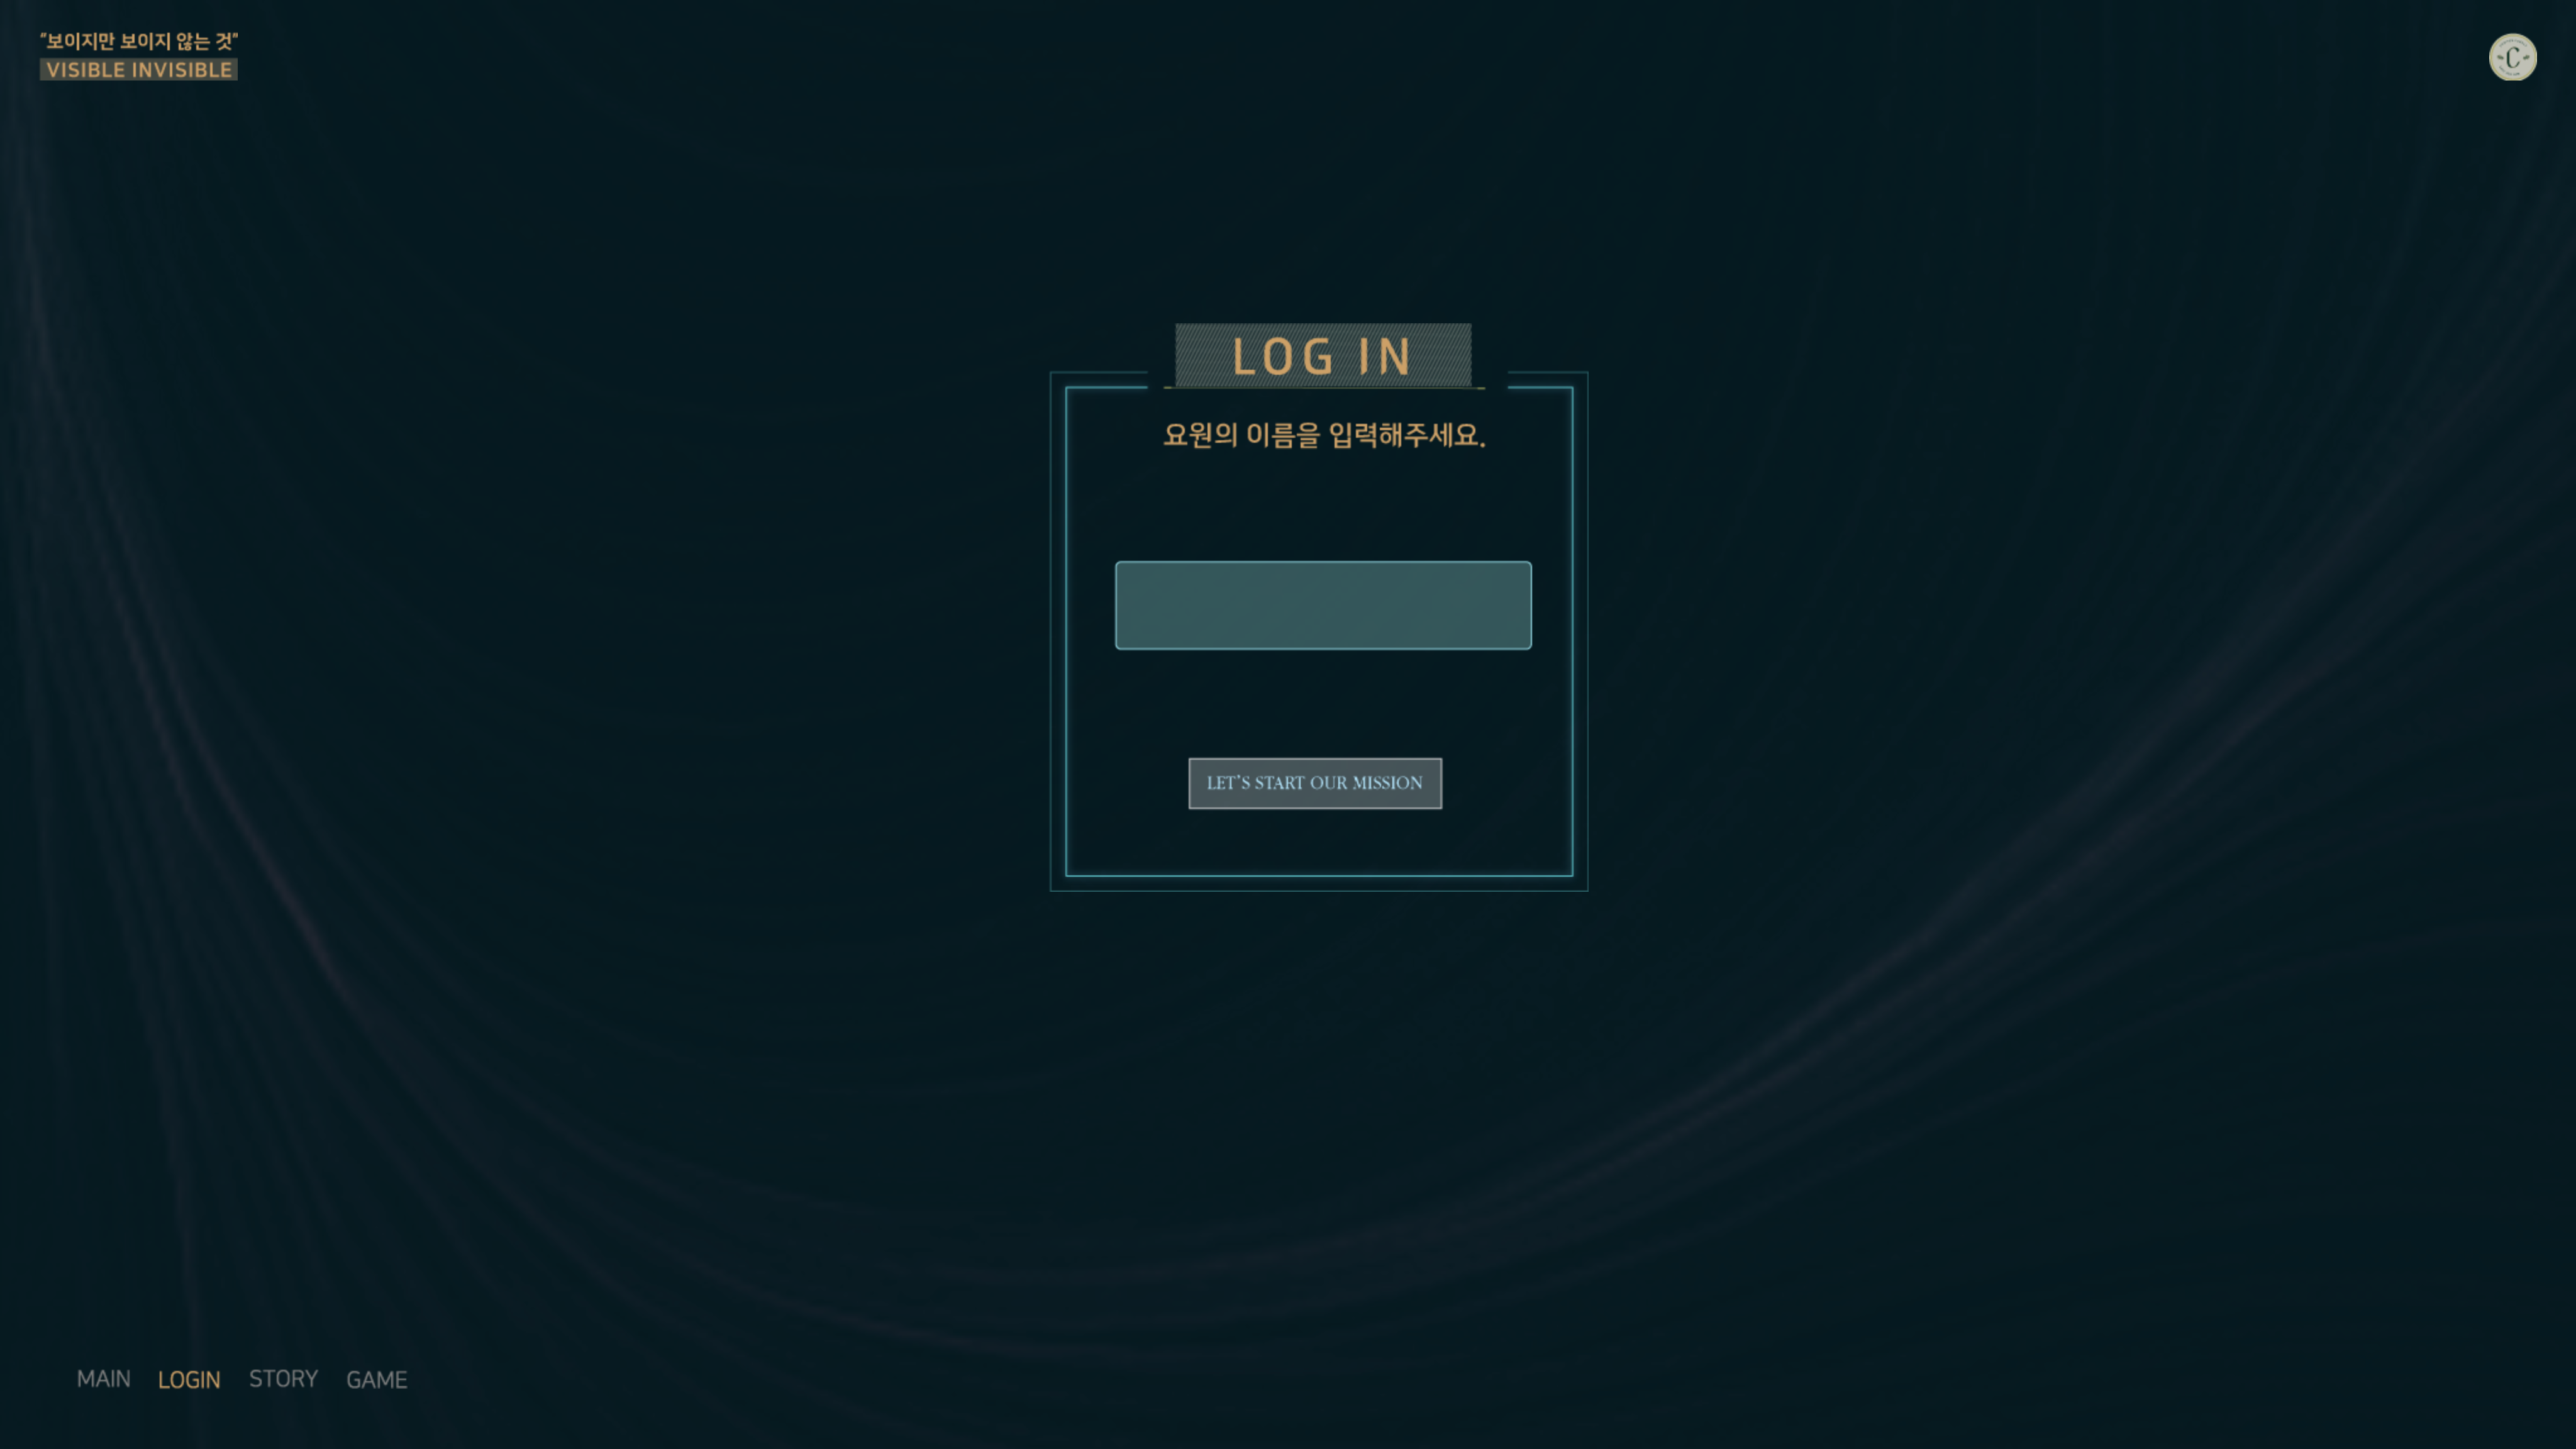 "보이지만 보이지 않는 것"
VISIBLE INVISIBLE
C
LOG IN
요원의 이름을 입력해주세요.
LET'S START OUR MISSION
MAIN LOGIN STORY GAME